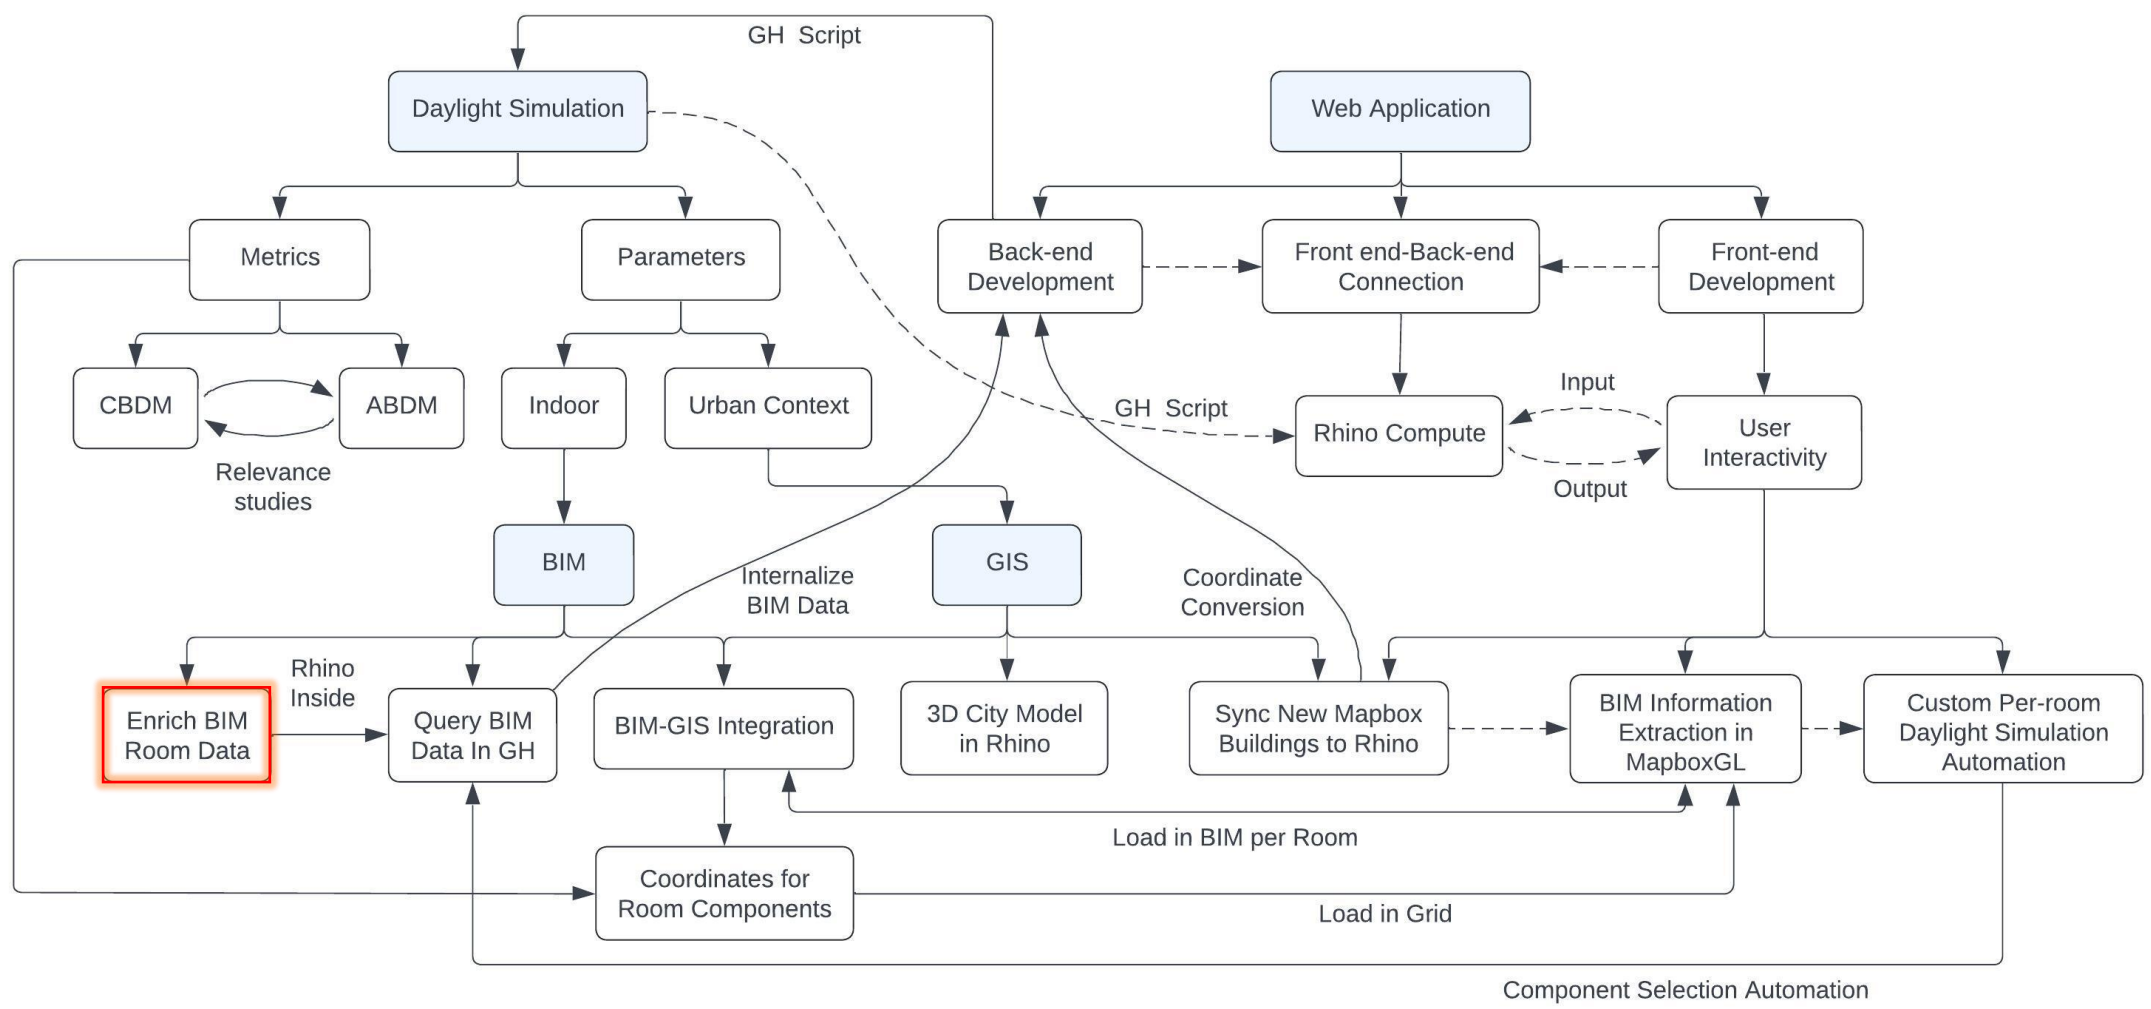 GH  Script
Daylight Simulation
Web Application
Metrics
Parameters
Back-end
Development
Front end-Back-end
Connection
Front-end
Development
CBDM
ABDM
Relevance
studies
Indoor
Urban Context
GH  Script
Rhino Compute
Input
Output
User
Interactivity
BIM
GIS
Internalize
BIM Data
Coordinate
Conversion
Enrich BIM
Room Data
Rhino
Inside
Query BIM
Data In GH
BIM-GIS Integration
3D City Model
in Rhino
Sync New Mapbox
Buildings to Rhino
BIM Information
Extraction in
MapboxGL
Custom Per-room
Daylight Simulation
Automation
Load in BIM per Room
Coordinates for
Room Components
Load in Grid
Component Selection Automation